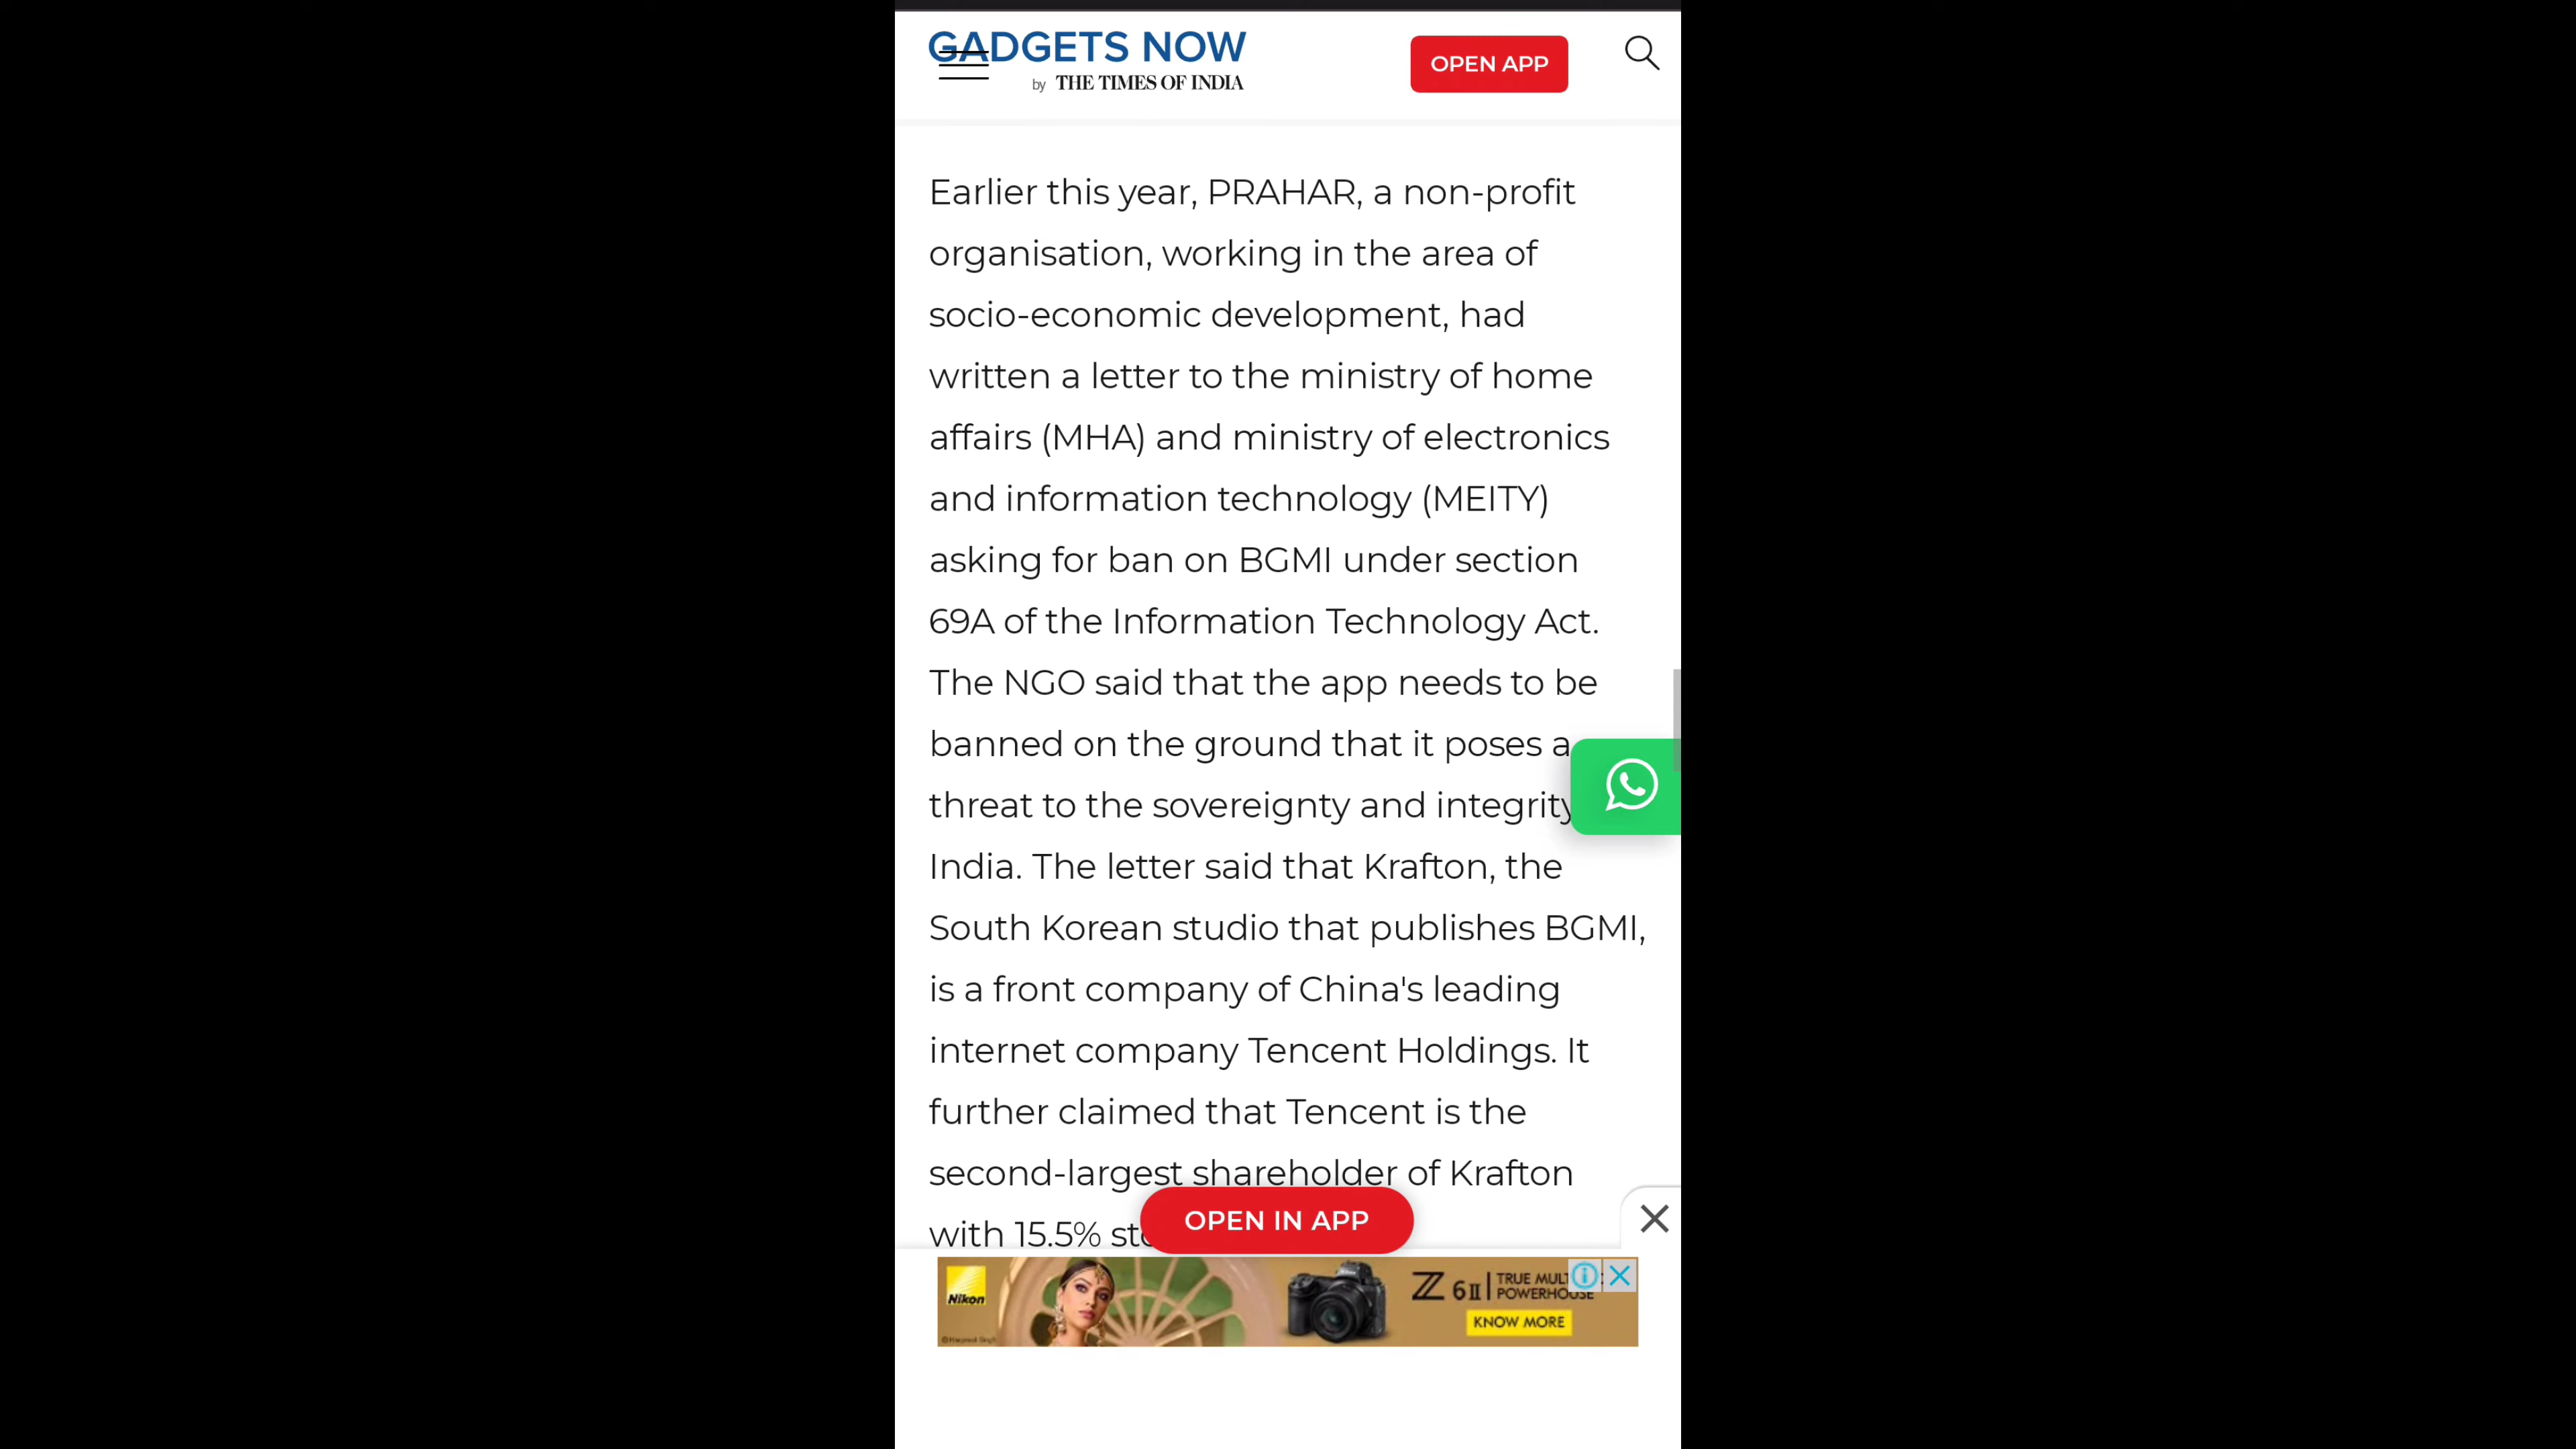 GADGETS NOW
by THE TIMES OF INDIA
OPEN APP
Earlier this year, PRAHAR, a non-profit
organisation, working in the area of
socio-economic development, had
written a letter to the ministry of home
affairs (MHA) and ministry of electronics
and information technology (MEITY)
asking for ban on BGMI under section
69A of the Information Technology Act.
The NGO said that the app needs to be
banned on the ground that it poses a
threat to the sovereignty and integrity
India. The letter said that Krafton, the
South Korean studio that publishes BGMI,
is a front company of China's leading
internet company Tencent Holdings. It
further claimed that Tencent is the
second-largest shareholder of Krafton
with 15.5%
OPEN IN APP
Nikon
Z 6II
TRUE
POWERHOUSE
KNOW MORE